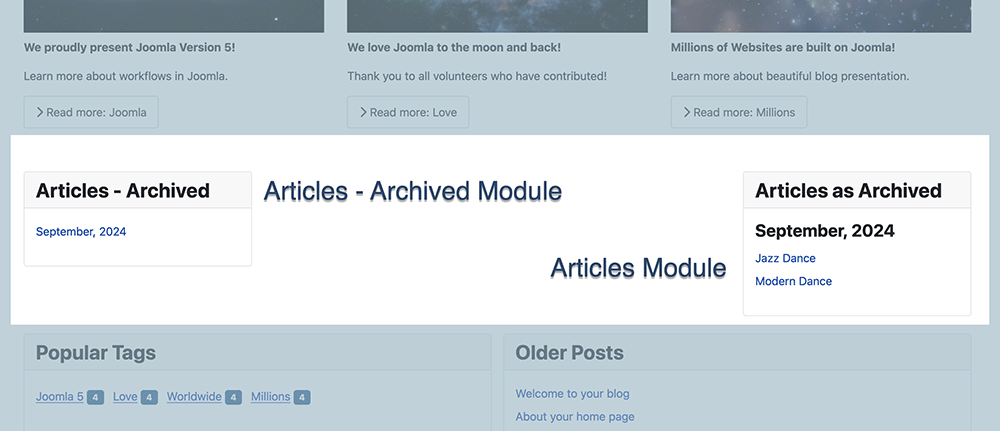 We proudly present Joomla Version 5!
Learn more about workflows in Joomla.
Read more: Joomla
We love Joomla to the moon and back!
Thank you to all volunteers who have contributed!
Read more: Love
Millions of Websites are built on Joomla!
Learn more about beautiful blog presentation.
Read more: Millions
Articles - Archived
September, 2024
Articles - Archived Module
Articles Module
Articles as Archived
September, 2024
Jazz Dance
Modern Dance
Popular Tags
Joomla 5 4 Love 4 Worldwide 4 Millions 4
Older Posts
Welcome to your blog
About your home page